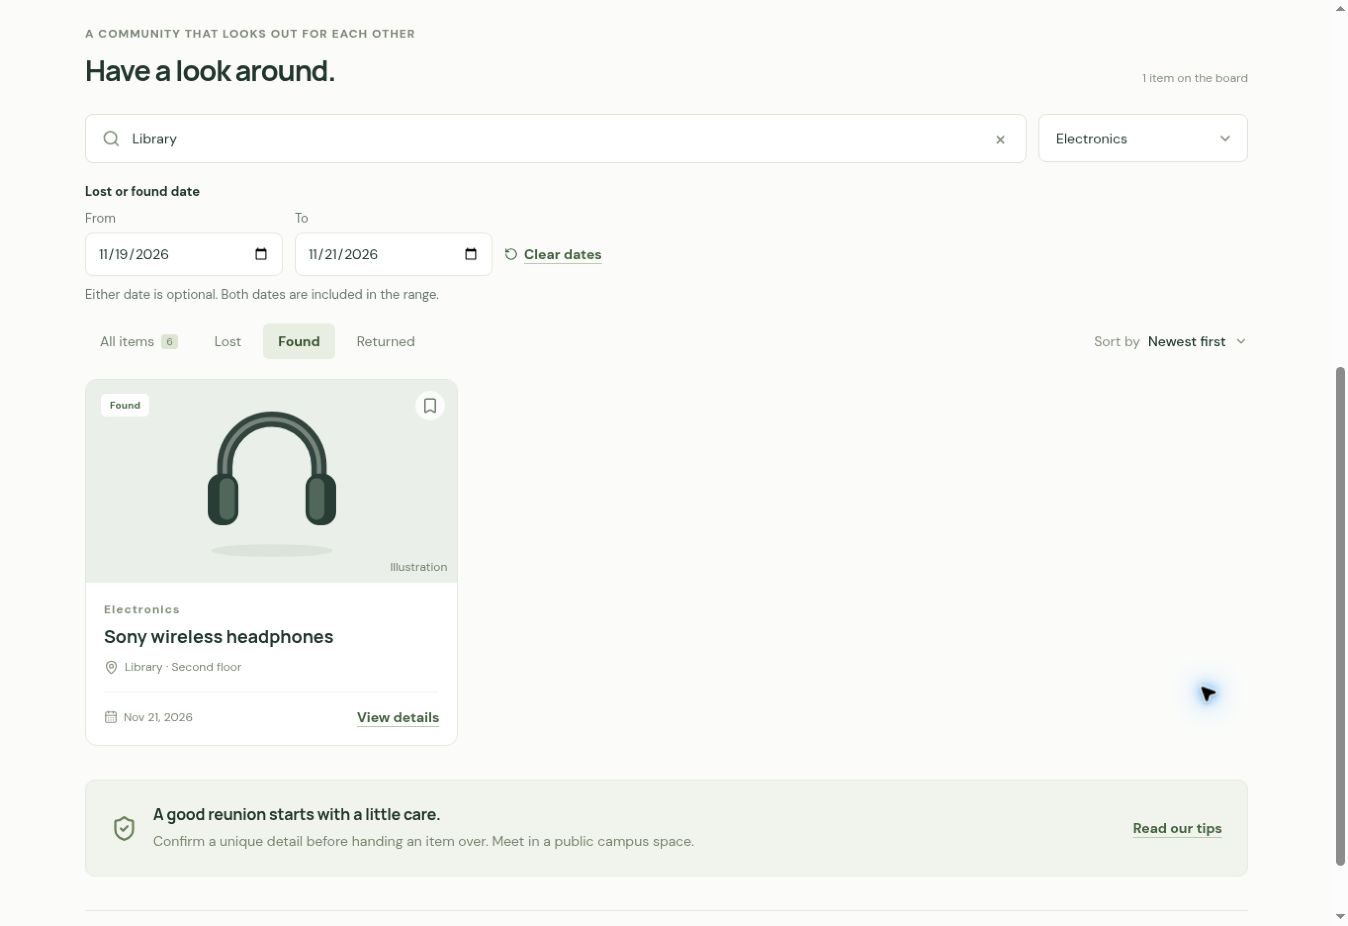 A COMMUNITY THAT LOOKS OUT FOR EACH OTHER
Have a look around.
1 item on the board
Library
Electronics
Lost or found date
From
To
11/19/2026
11/21/2026
Clear dates
Either date is optional. Both dates are included in the range.
All items 6
Lost
Found
Returned
Sort by Newest first
Found
Illustration
Electronics
Sony wireless headphones
Library · Second floor
Nov 21, 2026
View details
A good reunion starts with a little care.
Confirm a unique detail before handing an item over. Meet in a public campus space.
Read our tips